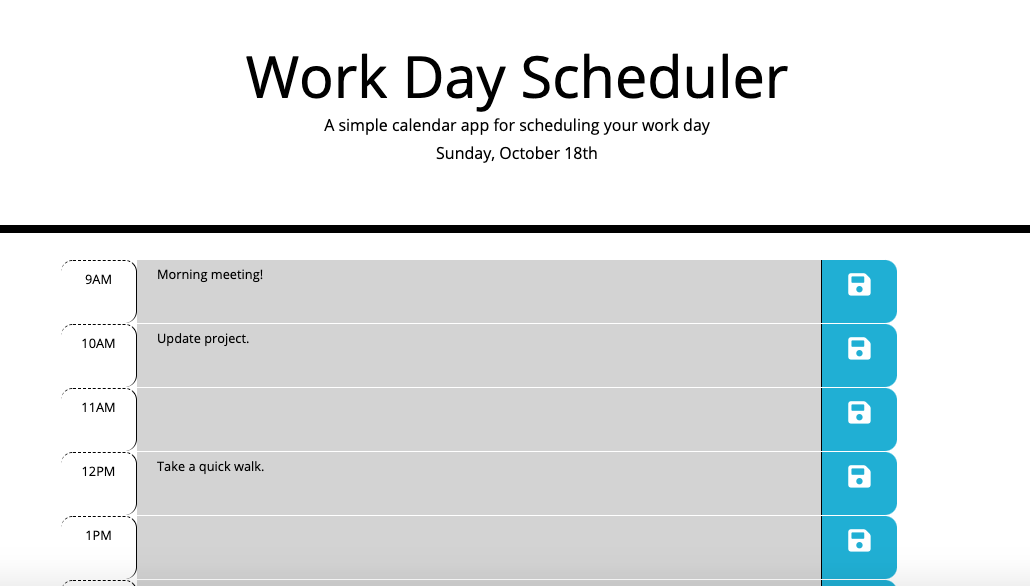 Work Day Scheduler
A simple calendar app for scheduling your work day
Sunday, October 18th
9AM
Morning meeting!
10AM
Update project.
11AM
12PM
Take a quick walk.
1PM